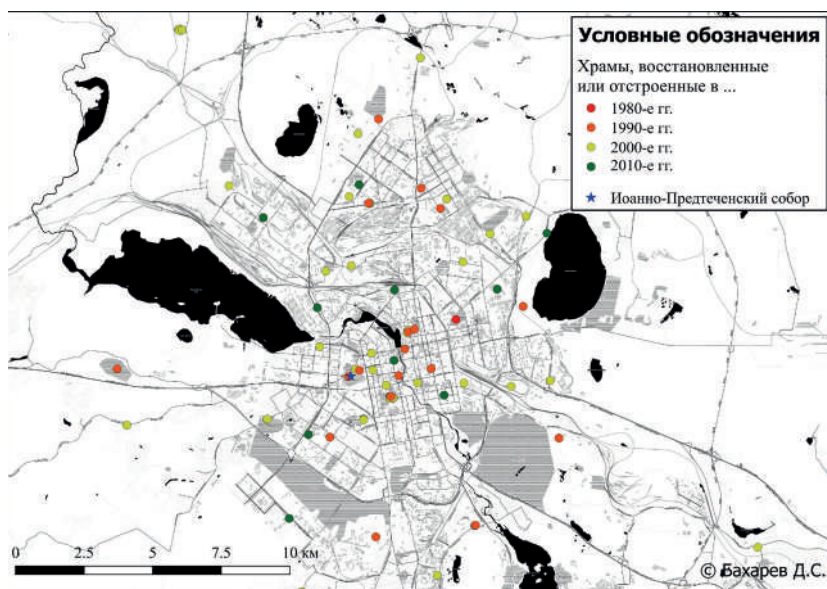 Условные обозначения
Храмы, восстановленные
или отстроенные в ...
1980-е гг.
1990-е гг.
2000-е гг.
2010-е гг.
Иоанно-Предтеченский собор
0 2.5 5 7.5 10 км
© Бахарев Д.С.